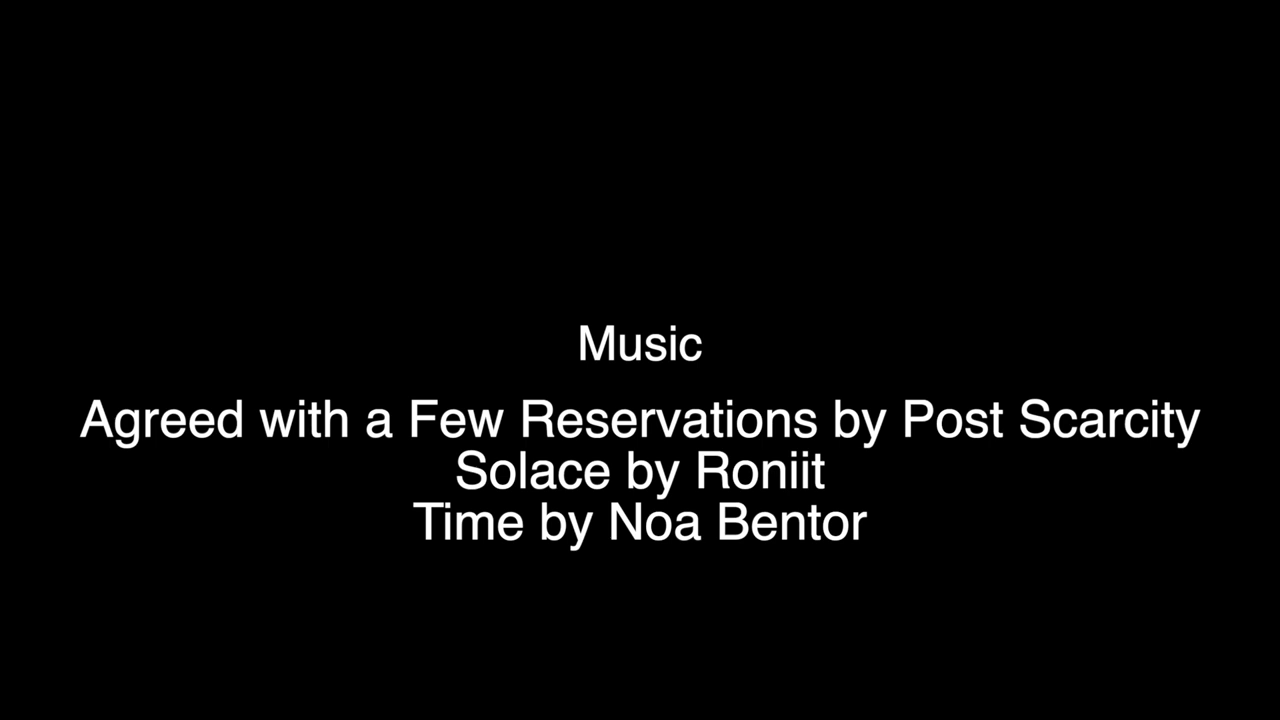 Music
Agreed with a Few Reservations by Post Scarcity
Solace by Roniit
Time by Noa Bentor